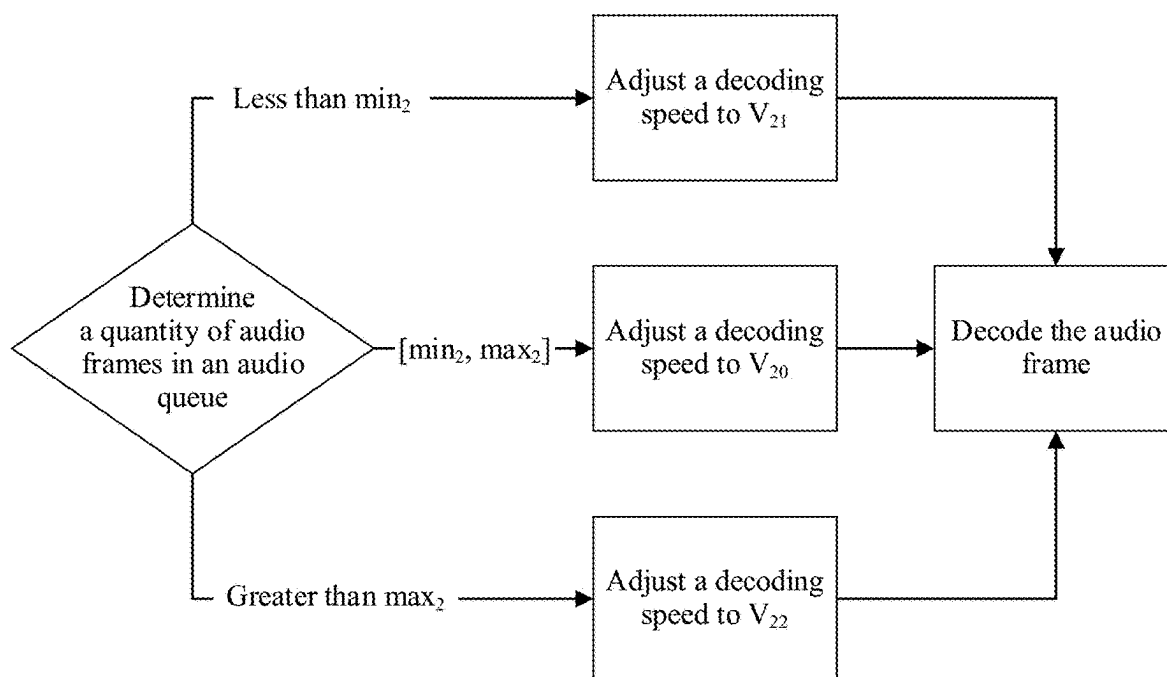 Less than min₂
Adjust a decoding
speed to V₂₁
Determine
a quantity of audio
frames in an audio
queue
[min₂, max₂]
Adjust a decoding
speed to V₂₀
Decode the audio
frame
Greater than max₂
Adjust a decoding
speed to V₂₂